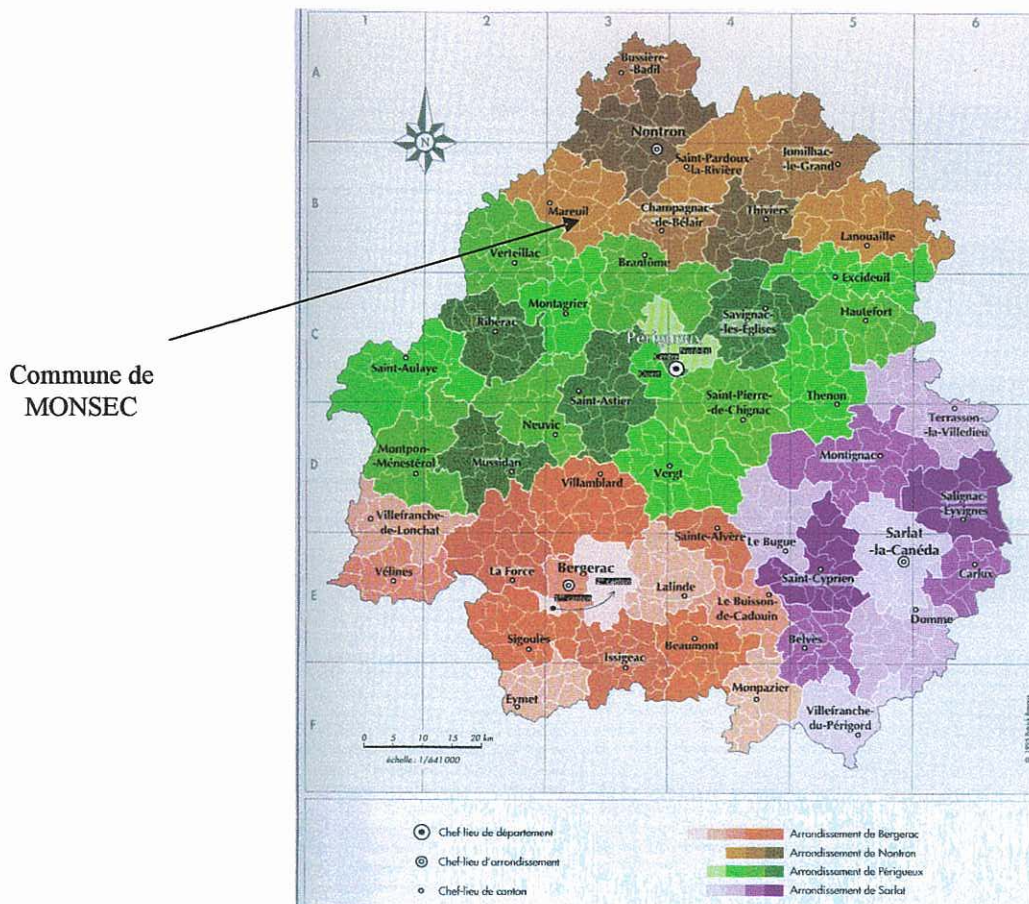 1
2
3
4
5
6
A
B
C
D
E
F
N
Bussière-
-Badil
Nontron
Saint-Pardoux-
-la-Rivière
Jumilhac-
-le-Grand
Mareuil
Champagnac-
-de-Bélair
Thiviers
Lanouaille
Verteillac
Brantôme
Excideuil
Montagrier
Ribérac
Savignac-
-les-Églises
Hautefort
Périgueux
Saint-Aulaye
Commune de
MONSEC
Saint-Astier
Saint-Pierre-
-de-Chignac
Thenon
Terrasson-
-la-Villedieu
Neuvic
Montpon-
-Ménestérol
Mussidan
Vergt
Montignac
Villamblard
Salignac-
-Eyvignes
Villefranche-
-de-Lonchat
Sainte-Alvère
Le Bugue
Sarlat
-la-Canéda
Vélines
La Force
Bergerac
Lalinde
Saint-Cyprien
Carlux
Le Buisson-
-de-Cadouin
Domme
Sigoulès
Issigeac
Beaumont
Belvès
Eymet
Monpazier
Villefranche-
-du-Périgord
0 5 10 15 20 km
échelle : 1/641 000
Chef-lieu de département
Chef-lieu d'arrondissement
Chef-lieu de canton
Arrondissement de Bergerac
Arrondissement de Nontron
Arrondissement de Périgueux
Arrondissement de Sarlat